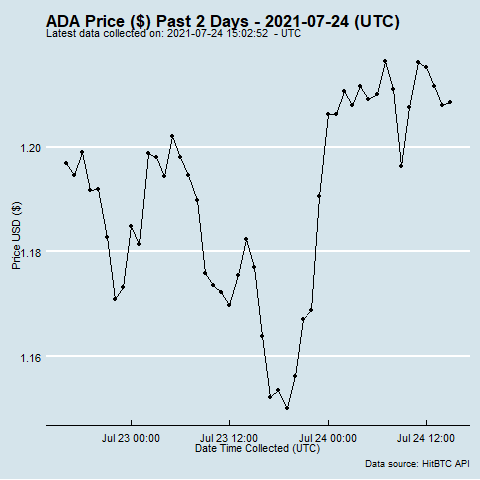 ADA Price ($) Past 2 Days - 2021-07-24 (UTC)
Latest data collected on: 2021-07-24 15:02:52 - UTC
Price USD ($)
1.20
1.18
1.16
Jul 23 00:00 Jul 23 12:00 Jul 24 00:00 Jul 24 12:00
Date Time Collected (UTC)
Data source: HitBTC API